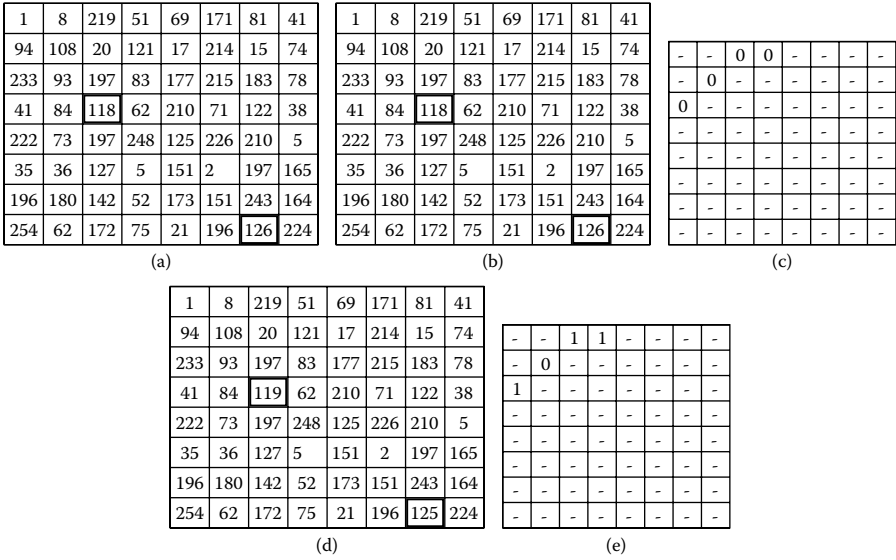 1 8 219 51 69 171 81 41
94 108 20 121 17 214 15 74
233 93 197 83 177 215 183 78
41 84 118 62 210 71 122 38
222 73 197 248 125 226 210 5
35 36 127 5 151 2 197 165
196 180 142 52 173 151 243 164
254 62 172 75 21 196 126 224
(a)
1 8 219 51 69 171 81 41
94 108 20 121 17 214 15 74
233 93 197 83 177 215 183 78
41 84 118 62 210 71 122 38
222 73 197 248 125 226 210 5
35 36 127 5 151 2 197 165
196 180 142 52 173 151 243 164
254 62 172 75 21 196 126 224
(b)
- - 0 0 - - - -
- 0 - - - - - -
0 - - - - - - -
- - - - - - - -
- - - - - - - -
- - - - - - - -
- - - - - - - -
- - - - - - - -
(c)
1 8 219 51 69 171 81 41
94 108 20 121 17 214 15 74
233 93 197 83 177 215 183 78
41 84 119 62 210 71 122 38
222 73 197 248 125 226 210 5
35 36 127 5 151 2 197 165
196 180 142 52 173 151 243 164
254 62 172 75 21 196 125 224
(d)
- - 1 1 - - - -
- 0 - - - - - -
1 - - - - - - -
- - - - - - - -
- - - - - - - -
- - - - - - - -
- - - - - - - -
- - - - - - - -
(e)